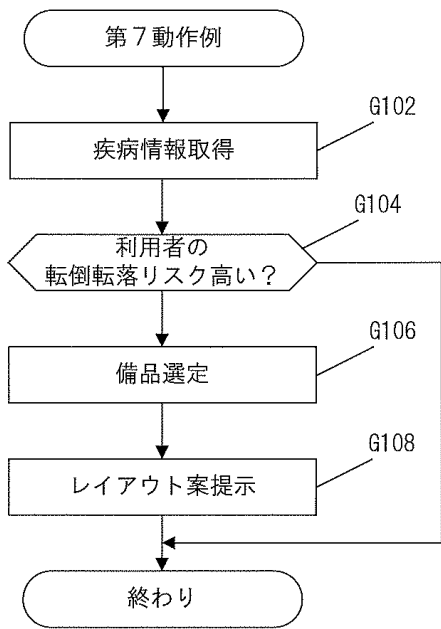 第７動作例
G102
疾病情報取得
G104
利用者の
転倒転落リスク高い？
G106
備品選定
G108
レイアウト案提示
終わり